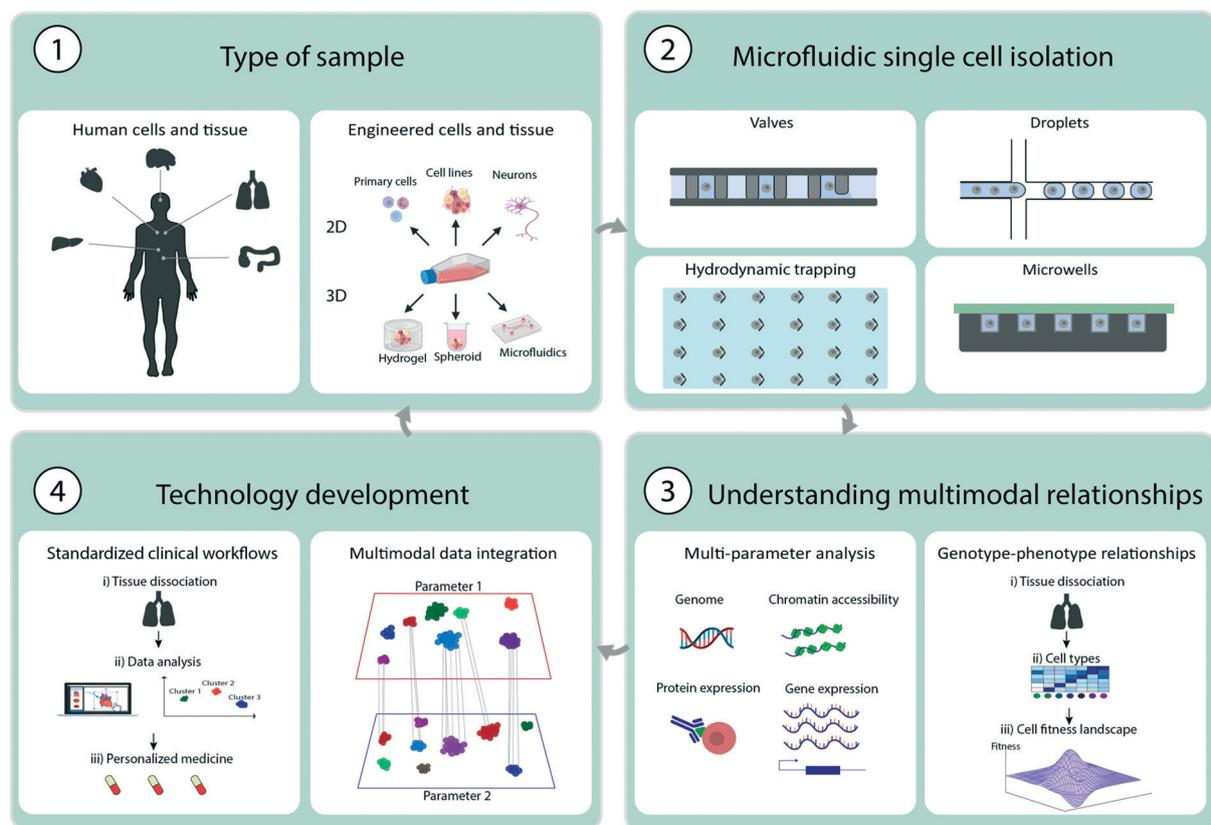 1
Type of sample
Human cells and tissue
Engineered cells and tissue
Primary cells
Cell lines
Neurons
2D
3D
Hydrogel
Spheroid
Microfluidics
2
Microfluidic single cell isolation
Valves
Droplets
Hydrodynamic trapping
Microwells
4
Technology development
Standardized clinical workflows
i) Tissue dissociation
ii) Data analysis
Cluster 1
Cluster 2
Cluster 3
iii) Personalized medicine
Multimodal data integration
Parameter 1
Parameter 2
3
Understanding multimodal relationships
Multi-parameter analysis
Genome
Chromatin accessibility
Protein expression
Gene expression
Genotype-phenotype relationships
i) Tissue dissociation
ii) Cell types
iii) Cell fitness landscape
Fitness